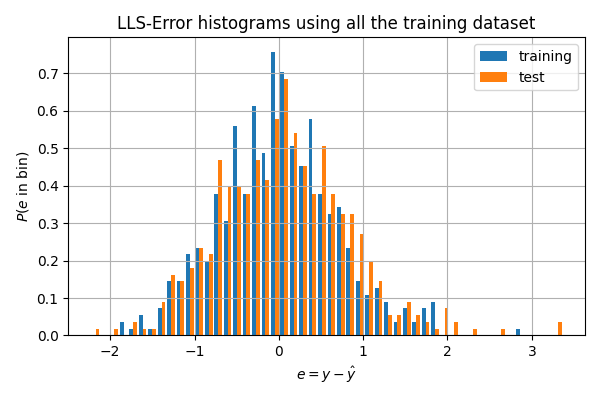 LLS-Error histograms using all the training dataset
training
test
P(e in bin)
0.7
0.6
0.5
0.4
0.3
0.2
0.1
0.0
−2 −1 0 1 2 3
e = y − ŷ